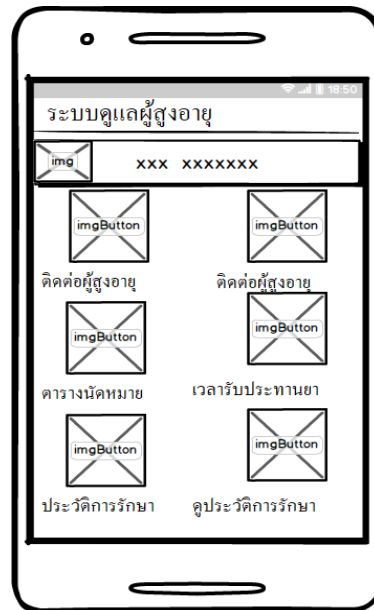 18:50
ระบบดูแลผู้สูงอายุ
img xxx xxxxxxx
imgButton imgButton
ติดต่อผู้สูงอายุ ติดต่อผู้สูงอายุ
imgButton imgButton
ตารางนัดหมาย เวลารับประทานยา
imgButton imgButton
ประวัติการรักษา ดูประวัติการรักษา